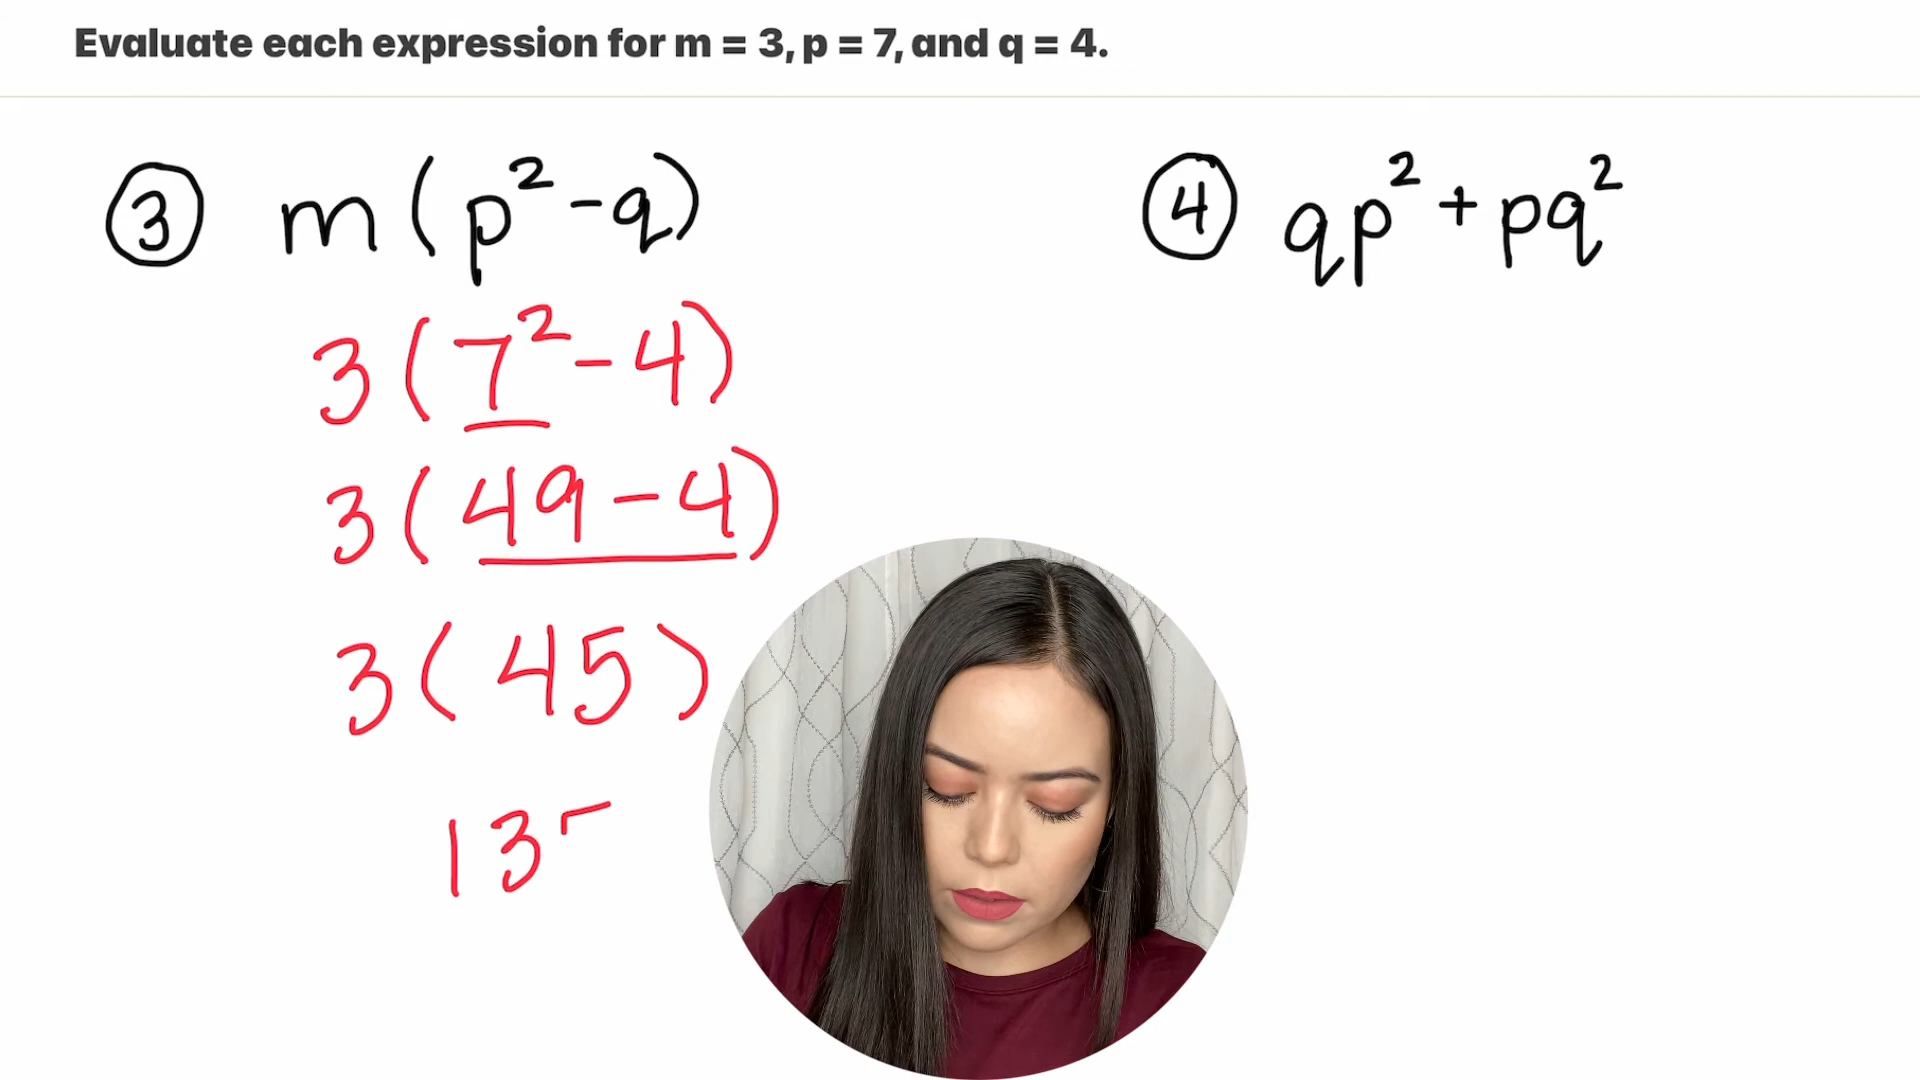 Evaluate each expression for m = 3, p = 7, and q = 4.
③ m(p²-q)
3(7²-4)
3(49-4)
3(45)
13
④ qp²+pq²